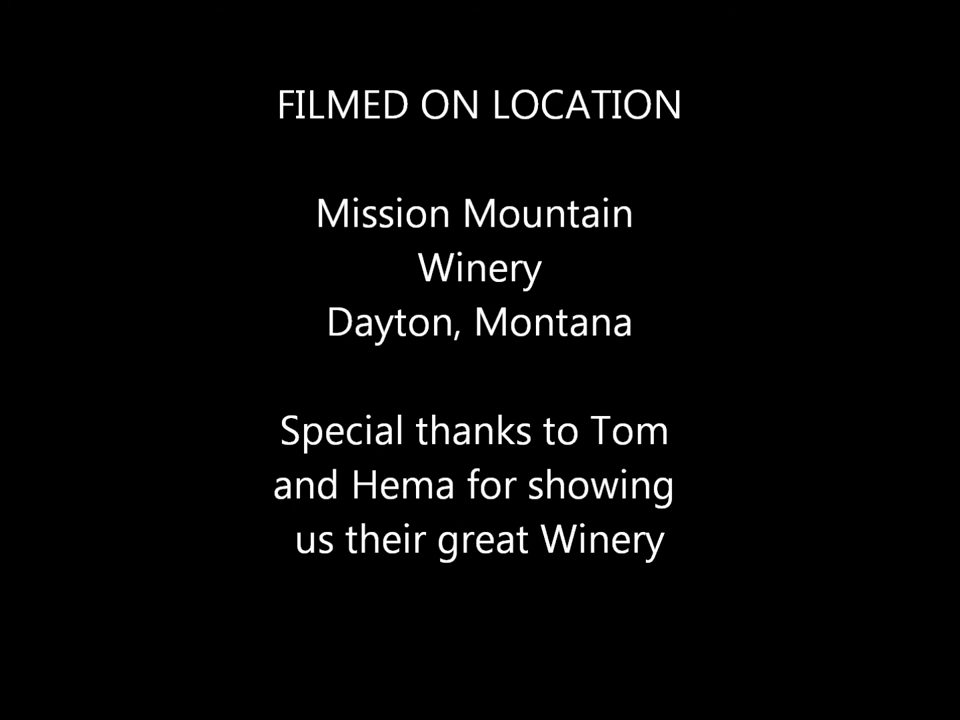 FILMED ON LOCATION
Mission Mountain
Winery
Dayton, Montana
Special thanks to Tom
and Hema for showing
us their great Winery